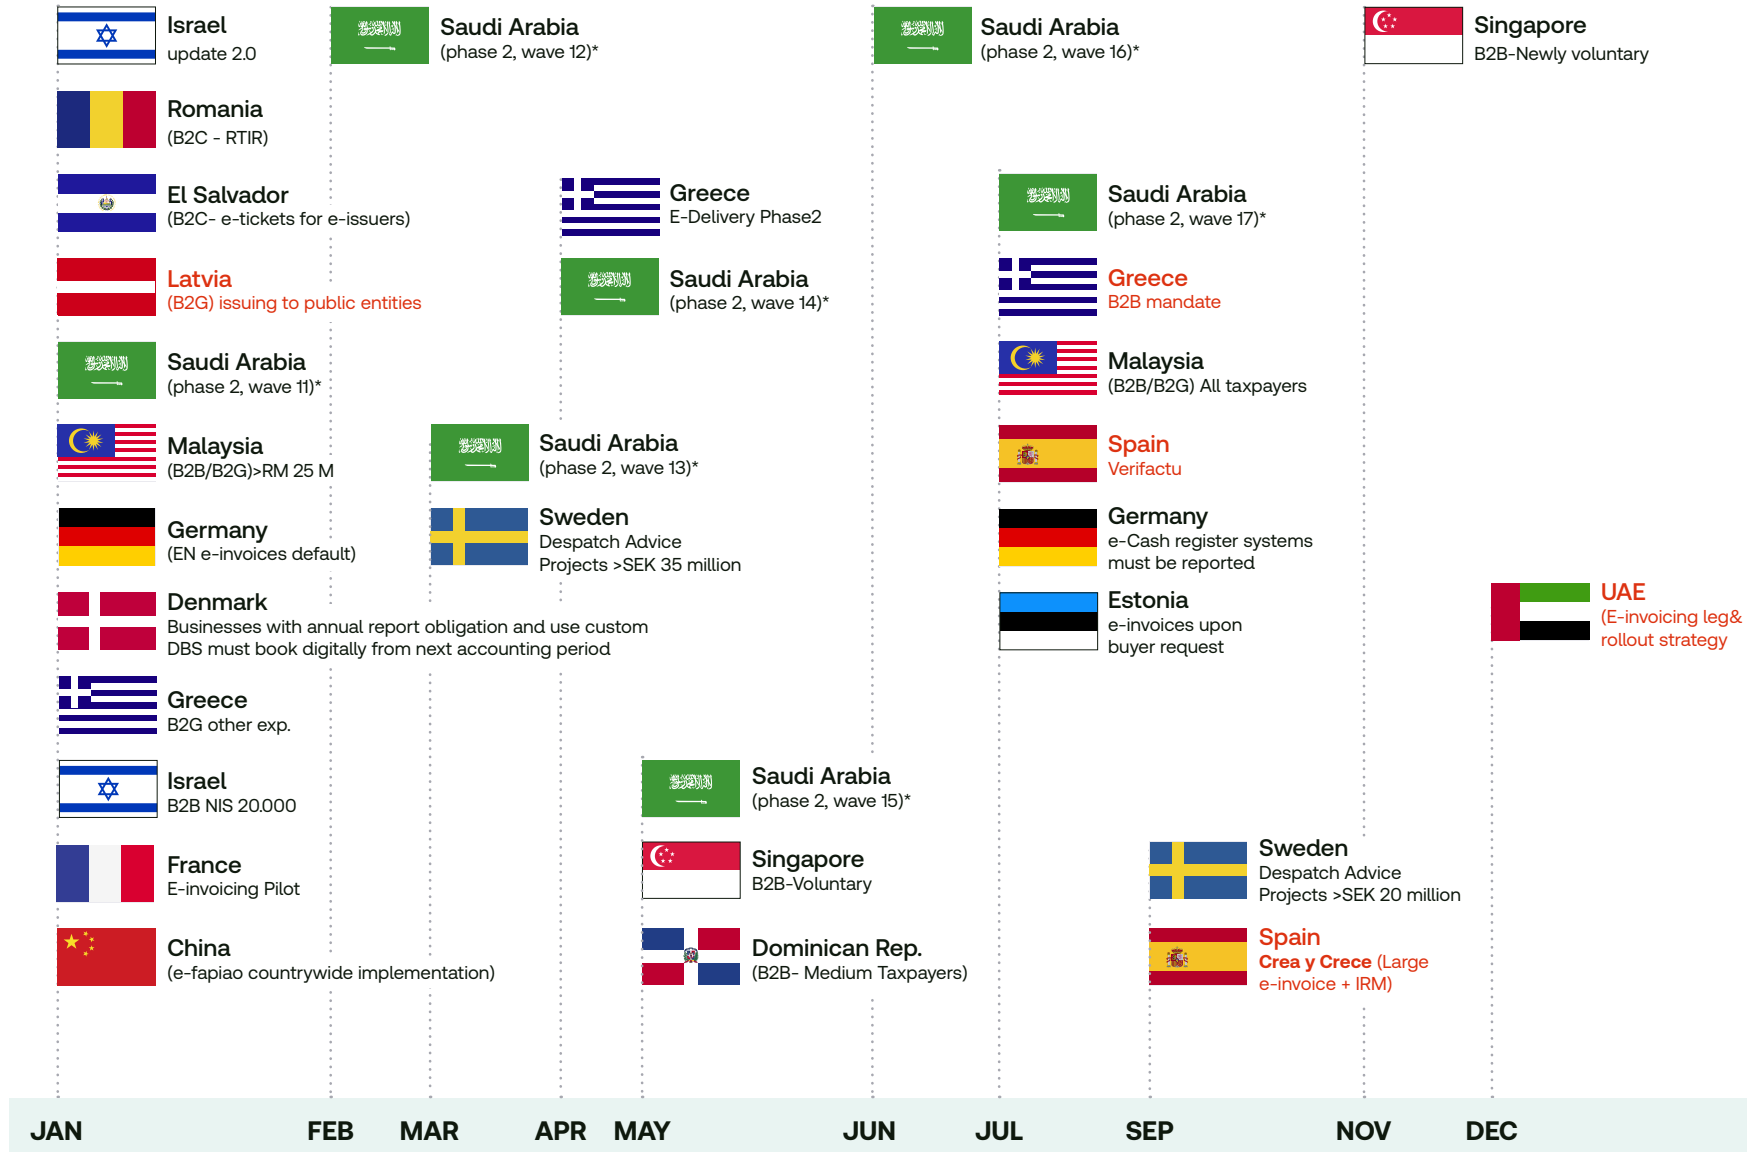 Israel
update 2.0
Romania
(B2C - RTIR)
El Salvador
(B2C- e-tickets for e-issuers)
Latvia
(B2G) issuing to public entities
Saudi Arabia
(phase 2, wave 11)*
Malaysia
(B2B/B2G)>RM 25 M
Germany
(EN e-invoices default)
Denmark
Businesses with annual report obligation and use custom
DBS must book digitally from next accounting period
Greece
B2G other exp.
Israel
B2B NIS 20.000
France
E-invoicing Pilot
China
(e-fapiao countrywide implementation)
Saudi Arabia
(phase 2, wave 12)*
Saudi Arabia
(phase 2, wave 13)*
Sweden
Despatch Advice
Projects >SEK 35 million
Greece
E-Delivery Phase2
Saudi Arabia
(phase 2, wave 14)*
Saudi Arabia
(phase 2, wave 15)*
Singapore
B2B-Voluntary
Dominican Rep.
(B2B- Medium Taxpayers)
Saudi Arabia
(phase 2, wave 16)*
Saudi Arabia
(phase 2, wave 17)*
Greece
B2B mandate
Malaysia
(B2B/B2G) All taxpayers
Spain
Verifactu
Germany
e-Cash register systems
must be reported
Estonia
e-invoices upon
buyer request
Sweden
Despatch Advice
Projects >SEK 20 million
Spain
Crea y Crece (Large
e-invoice + IRM)
Singapore
B2B-Newly voluntary
UAE
(E-invoicing leg&
rollout strategy
JAN FEB MAR APR MAY JUN JUL SEP NOV DEC